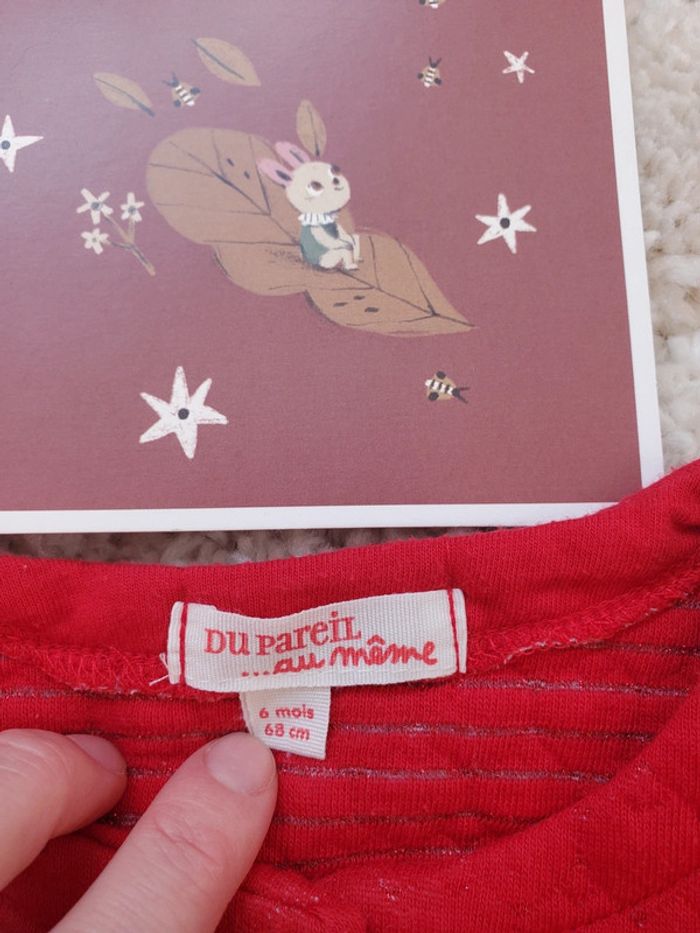 DU PAREIL
...au même
6 mois
68 cm